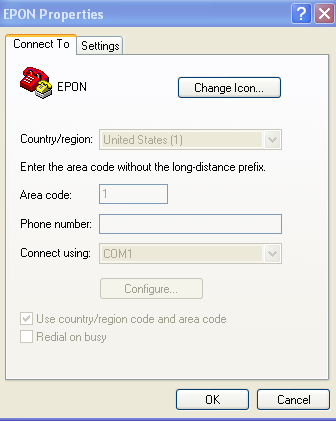 EPON Properties
Connect To Settings
EPON
Change Icon...
Country/region: United States (1)
Enter the area code without the long-distance prefix.
Area code: 1
Phone number:
Connect using: COM1
Configure...
Use country/region code and area code
Redial on busy
OK Cancel